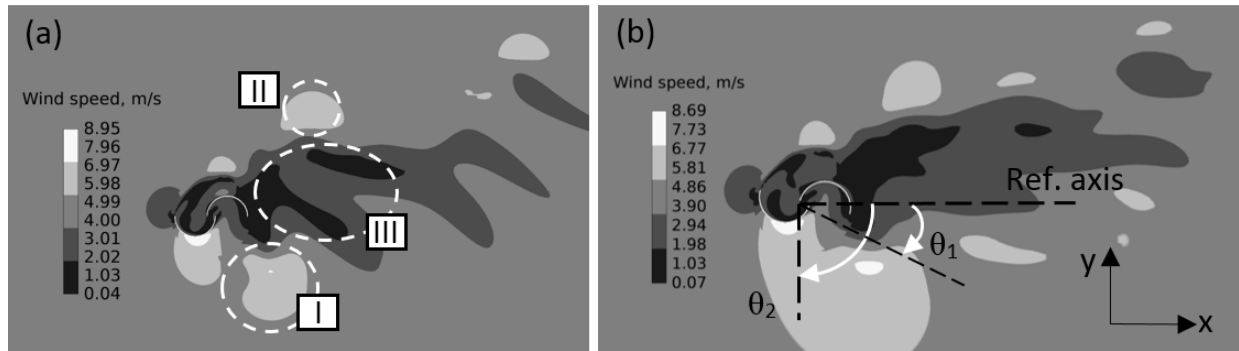 (a)
II
Wind speed, m/s
8.95
7.96
6.97
5.98
4.99
4.00
3.01
2.02
1.03
0.04
III
I
(b)
Wind speed, m/s
8.69
7.73
6.77
5.81
4.86
3.90
2.94
1.98
1.03
0.07
Ref. axis
θ₁
θ₂
y
x